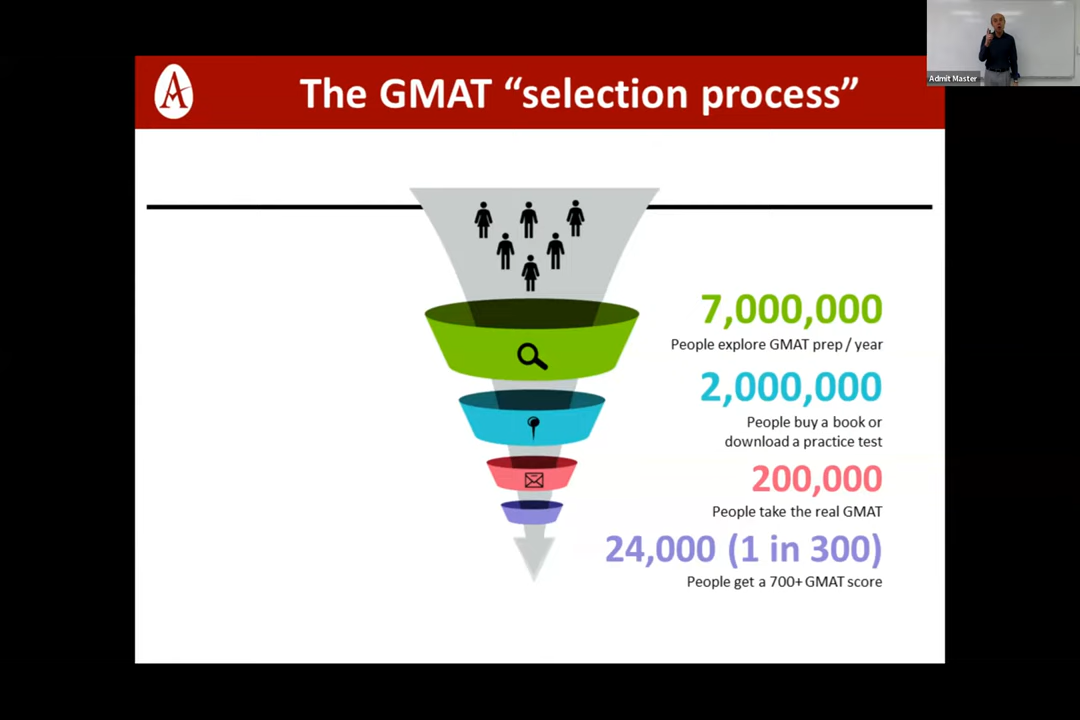 Admit Master
A
The GMAT “selection process”
7,000,000
People explore GMAT prep / year
2,000,000
People buy a book or
download a practice test
200,000
People take the real GMAT
24,000 (1 in 300)
People get a 700+ GMAT score